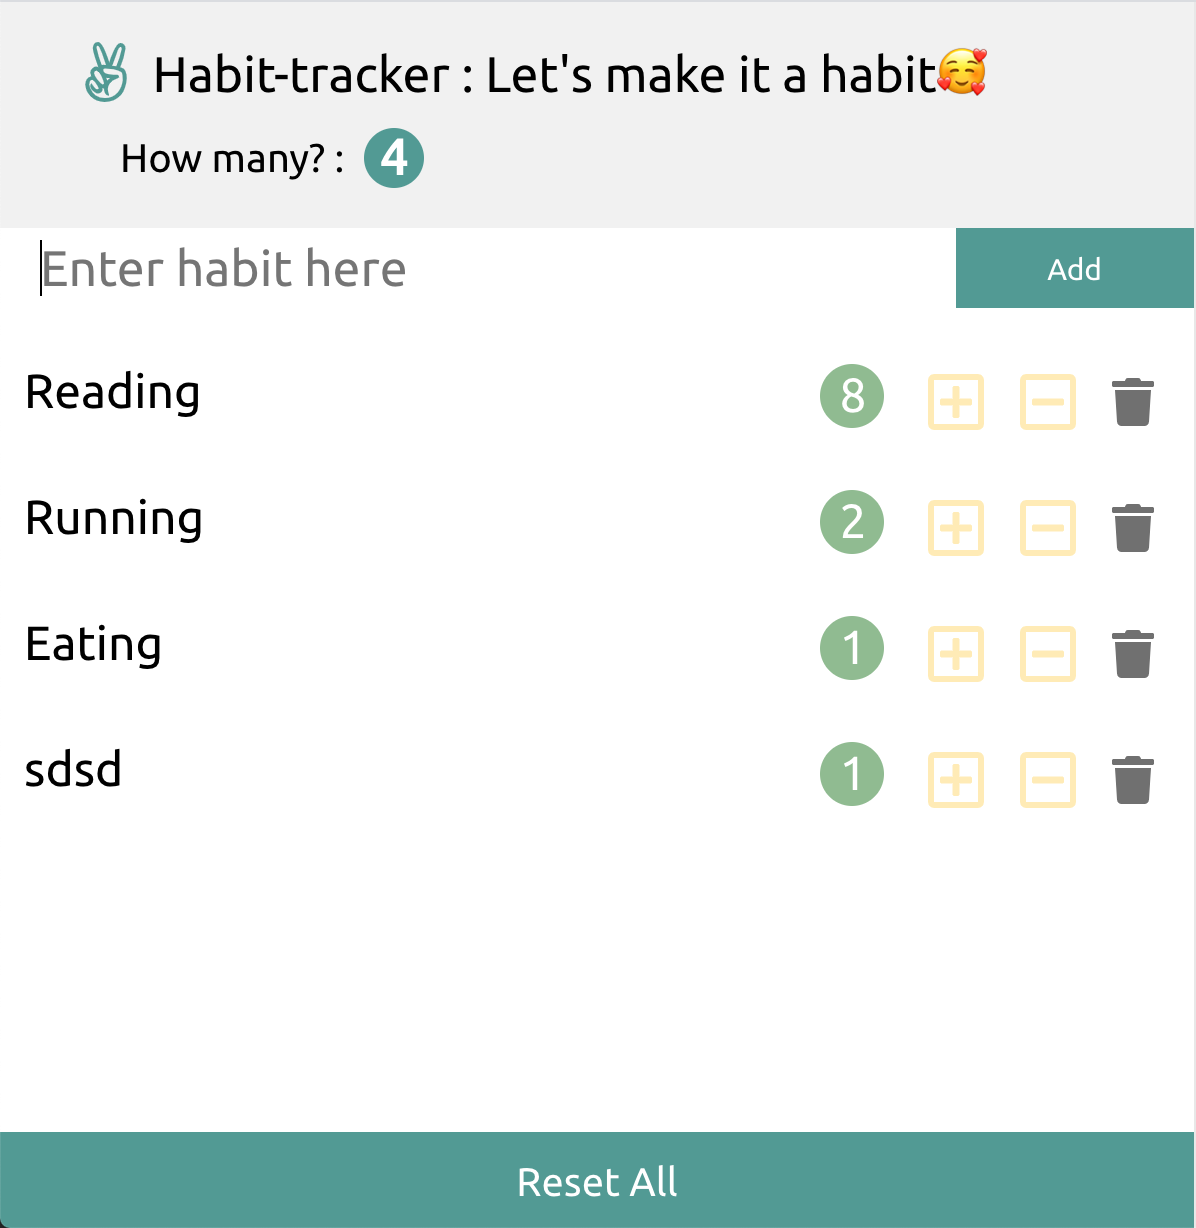 Habit-tracker : Let's make it a habit🥰
How many? : 4
Enter habit here Add
Reading 8
Running 2
Eating 1
sdsd 1
Reset All